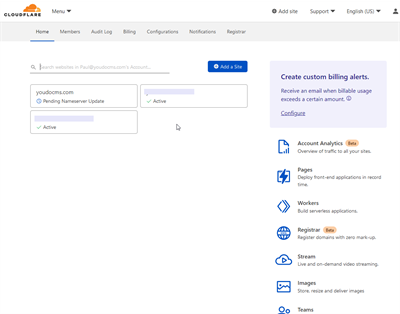 CLOUDFLARE
Menu
Add site
Support
English (US)
Home
Members
Audit Log
Billing
Configurations
Notifications
Registrar
Search websites in Paul@youdocms.com's Account...
Add a Site
youdocms.com
Pending Nameserver Update
Active
Active
Create custom billing alerts.
Receive an email when billable usage
exceeds a certain amount.
Configure
Account Analytics Beta
Overview of traffic to all your sites.
Pages
Deploy front-end applications in record
time.
Workers
Build serverless applications.
Registrar Beta
Register domains with zero mark-up.
Stream
Live and on-demand video streaming.
Images
Store, resize and deliver images
Teams